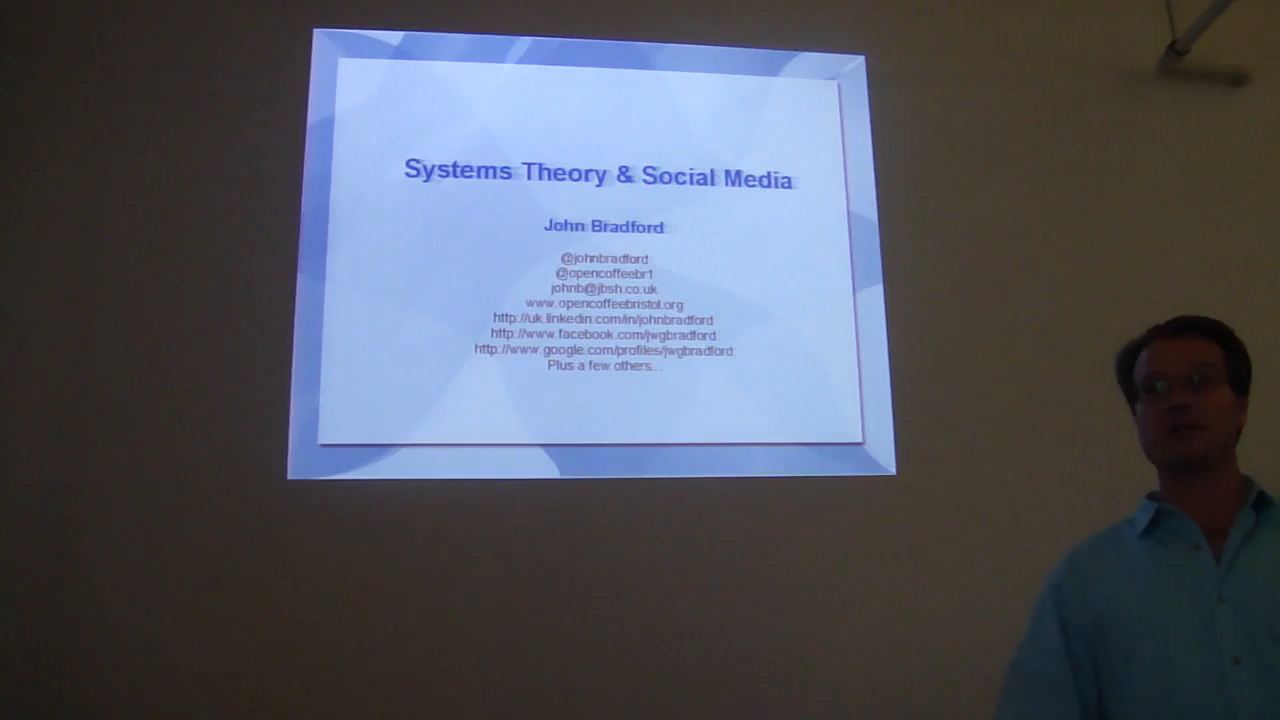 Systems Theory & Social Media
John Bradford
@johnbradford
@opencoffeebr1
johnb@jbsh.co.uk
www.opencoffeebristol.org
http://uk.linkedin.com/in/johnbradford
http://www.facebook.com/jwgbradford
http://www.google.com/profiles/jwgbradford
Plus a few others...